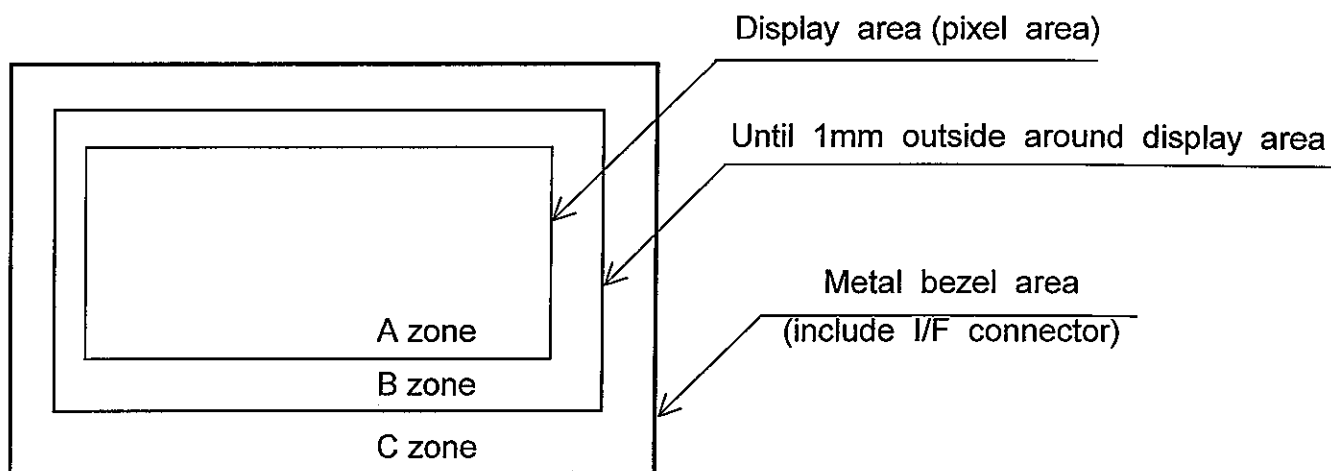 Display area (pixel area)
Until 1mm outside around display area
Metal bezel area
(include I/F connector)
A zone
B zone
C zone